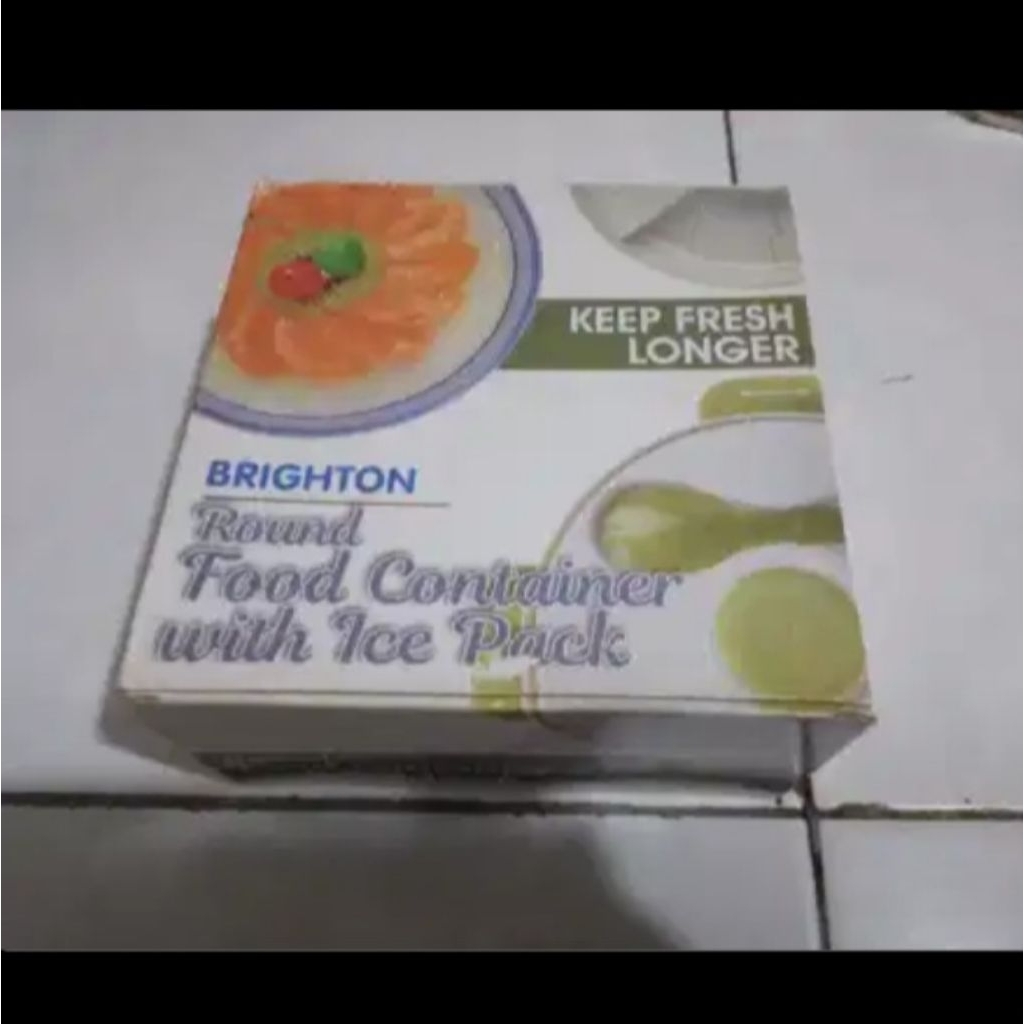 KEEP FRESH
LONGER
BRIGHTON
Round
Food Container
with Ice Pack